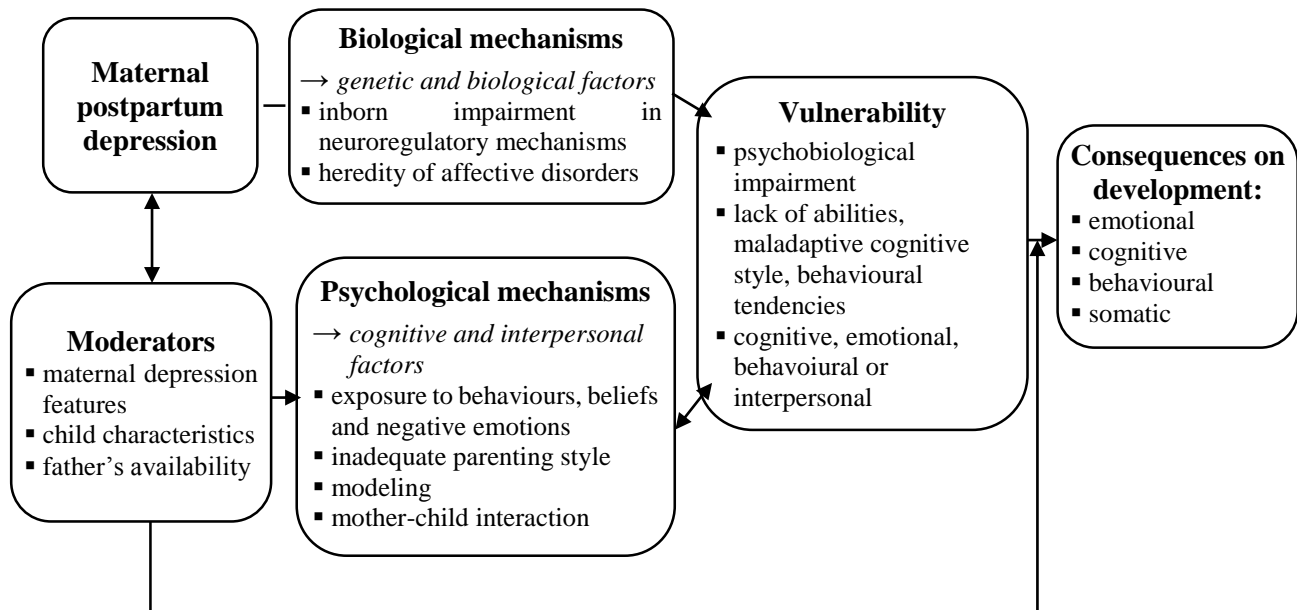 Maternal
postpartum
depression
Biological mechanisms
→ genetic and biological factors
▪ inborn impairment in
neuroregulatory mechanisms
▪ heredity of affective disorders
Moderators
▪ maternal depression
features
▪ child characteristics
▪ father’s availability
Psychological mechanisms
→ cognitive and interpersonal
factors
▪ exposure to behaviours, beliefs
and negative emotions
▪ inadequate parenting style
▪ modeling
▪ mother-child interaction
Vulnerability
▪ psychobiological
impairment
▪ lack of abilities,
maladaptive cognitive
style, behavioural
tendencies
▪ cognitive, emotional,
behavoiural or
interpersonal
Consequences on
development:
▪ emotional
▪ cognitive
▪ behavioural
▪ somatic